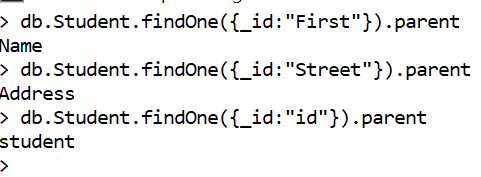 > db.Student.findOne({_id:"First"}).parent
Name
> db.Student.findOne({_id:"Street"}).parent
Address
> db.Student.findOne({_id:"id"}).parent
student
>